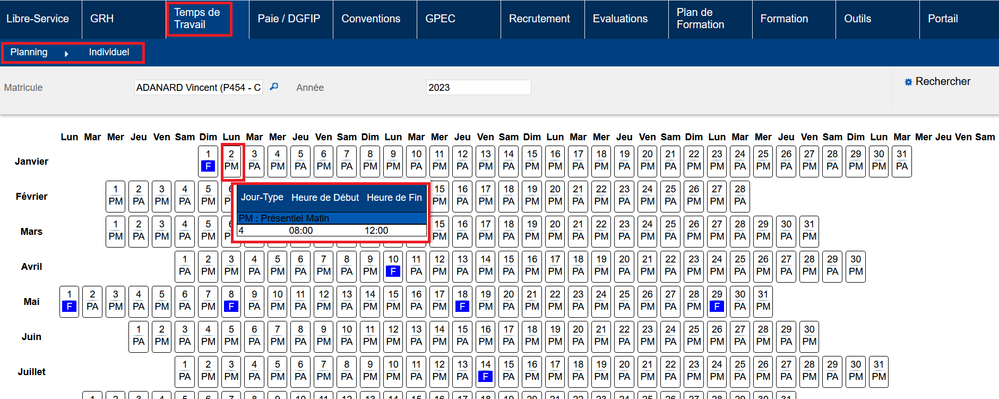 Libre-Service GRH Temps de Travail Paie / DGFIP Conventions GPEC Recrutement Evaluations Plan de Formation Formation Outils Portail
Planning Individuel
Matricule ADANARD Vincent (P454 - C Année 2023 Rechercher
Lun Mar Mer Jeu Ven Sam Dim Lun Mar Mer Jeu Ven Sam Dim Lun Mar Mer Jeu Ven Sam Dim Lun Mar Mer Jeu Ven Sam Dim Lun Mar Mer Jeu Ven Sam Dim Lun Mar Mer Jeu Ven Sam
Janvier
1 2 3 4 5 6 7 8 9 10 11 12 13 14 15 16 17 18 19 20 21 22 23 24 25 26 27 28 29 30 31
F PM PA PM PA PM PA PM PM PA PM PA PM PA PM PM PA PM PA PM PA PM PM PA PM PA PM PA PM PM PA
Février
1 2 3 4 5 15 16 17 18 19 20 21 22 23 24 25 26 27 28
PM PA PM PA PM PM PA PM PA PM PM PA PM PA PM PA PM PM PA
Jour-Type Heure de Début Heure de Fin
PM : Présentiel Matin
4 08:00 12:00
Mars
1 2 3 4 5 15 16 17 18 19 20 21 22 23 24 25 26 27 28 29 30 31
PM PA PM PA PM PM PA PM PA PM PM PA PM PA PM PA PM PM PA PM PA PM
Avril
1 2 3 4 5 6 7 8 9 10 11 12 13 14 15 16 17 18 19 20 21 22 23 24 25 26 27 28 29 30
PA PM PM PA PM PA PM PA PM F PA PM PA PM PA PM PM PA PM PA PM PA PM PM PA PM PA PM PA PM
Mai
1 2 3 4 5 6 7 8 9 10 11 12 13 14 15 16 17 18 19 20 21 22 23 24 25 26 27 28 29 30 31
F PA PM PA PM PA PM F PA PM PA PM PA PM PM PA PM F PM PA PM PM PA PM PA PM PA PM F PA PM
Juin
1 2 3 4 5 6 7 8 9 10 11 12 13 14 15 16 17 18 19 20 21 22 23 24 25 26 27 28 29 30
PA PM PA PM PM PA PM PA PM PA PM PM PA PM PA PM PA PM PM PA PM PA PM PA PM PM PA PM PA PM
Juillet
1 2 3 4 5 6 7 8 9 10 11 12 13 14 15 16 17 18 19 20 21 22 23 24 25 26 27 28 29 30 31
PA PM PM PA PM PA PM PA PM PM PA PM PA F PA PM PM PA PM PA PM PA PM PM PA PM PA PM PA PM PM
1 2 3 4 5 6 7 8 9 10 11 12 13 14 15 16 17 18 19 20 21 22 23 24 25 26 27 28 29 30 31